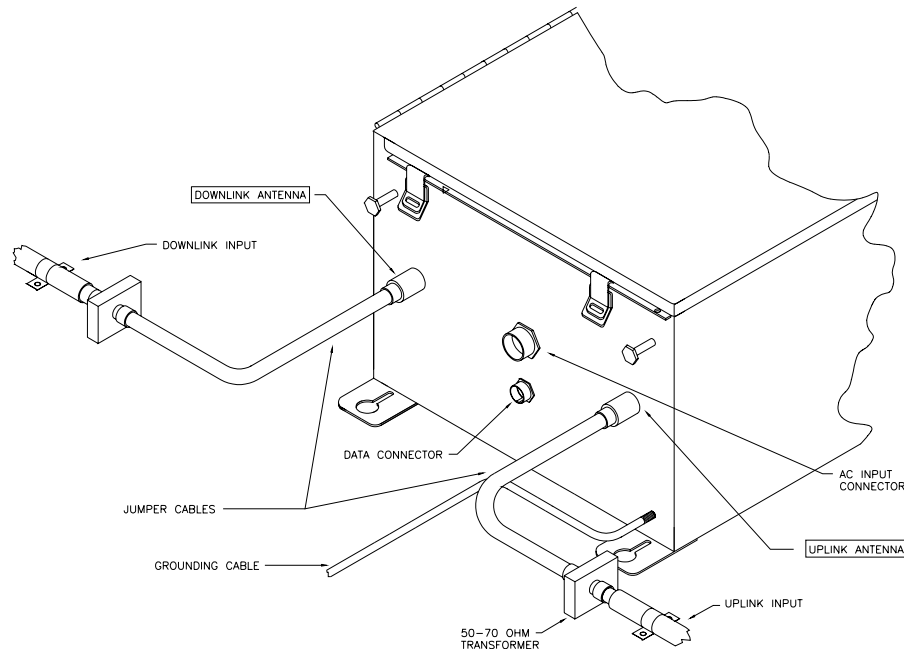 DOWNLINK ANTENNA
DOWNLINK INPUT
DATA CONNECTOR
AC INPUT
CONNECTOR
JUMPER CABLES
UPLINK ANTENNA
GROUNDING CABLE
UPLINK INPUT
50-70 OHM
TRANSFORMER